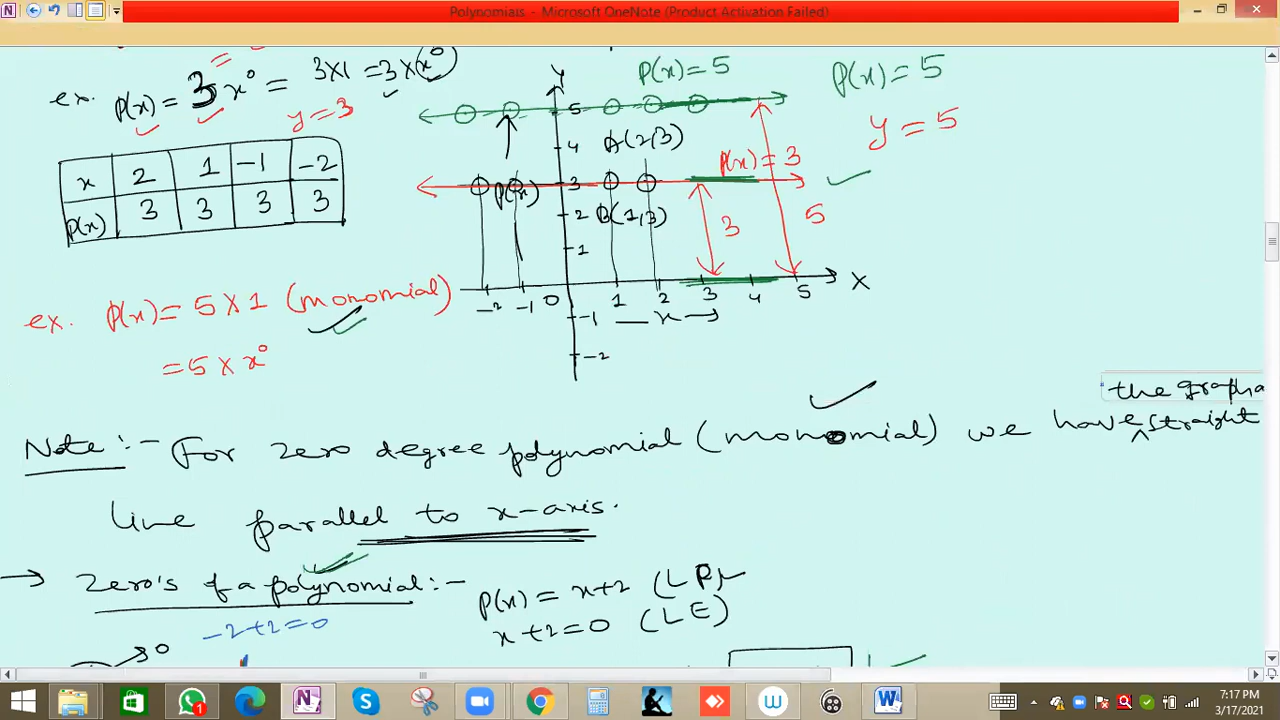 Polynomials - Microsoft OneNote (Product Activation Failed)
ex. P(x) = 3x⁰ = 3X1 = 3X(x⁰)
y = 3
x 2 1 -1 -2
P(x) 3 3 3 3
ex. P(x) = 5 X 1 (monomial)
= 5 X x⁰
Y
P(x) = 5
P(x) = 5
y = 5
5
4
A(2,3)
P(x) = 3
3
P(x)
2
B(1,3)
3
5
1
X
-2 -1 0 1 2 3 4 5
-1
x
-2
the graph
Note :- For zero degree polynomial (monomial) we have straight
line parallel to x-axis.
→ Zero's of a polynomial :- P(x) = x+2 (LP)
-2+2=0
x+2=0 (LE)
0
1
7:17 PM
3/17/2021